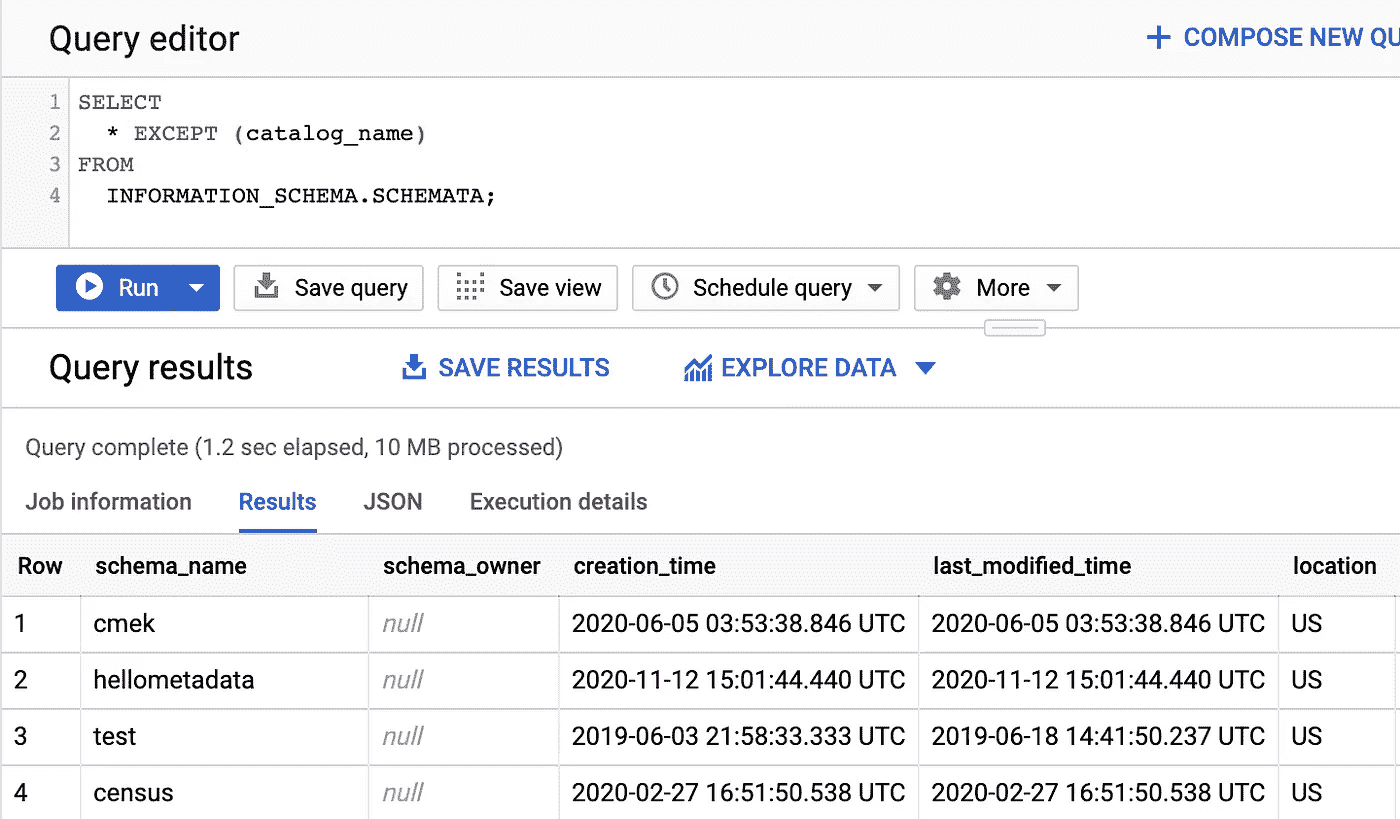 Query editor
COMPOSE NEW QU
1 SELECT
2 * EXCEPT (catalog_name)
3 FROM
4 INFORMATION_SCHEMA.SCHEMATA;
Run Save query Save view Schedule query More
Query results SAVE RESULTS EXPLORE DATA
Query complete (1.2 sec elapsed, 10 MB processed)
Job information Results JSON Execution details
Row schema_name schema_owner creation_time last_modified_time location
1 cmek null 2020-06-05 03:53:38.846 UTC 2020-06-05 03:53:38.846 UTC US
2 hellometadata null 2020-11-12 15:01:44.440 UTC 2020-11-12 15:01:44.440 UTC US
3 test null 2019-06-03 21:58:33.333 UTC 2019-06-18 14:41:50.237 UTC US
4 census null 2020-02-27 16:51:50.538 UTC 2020-02-27 16:51:50.538 UTC US